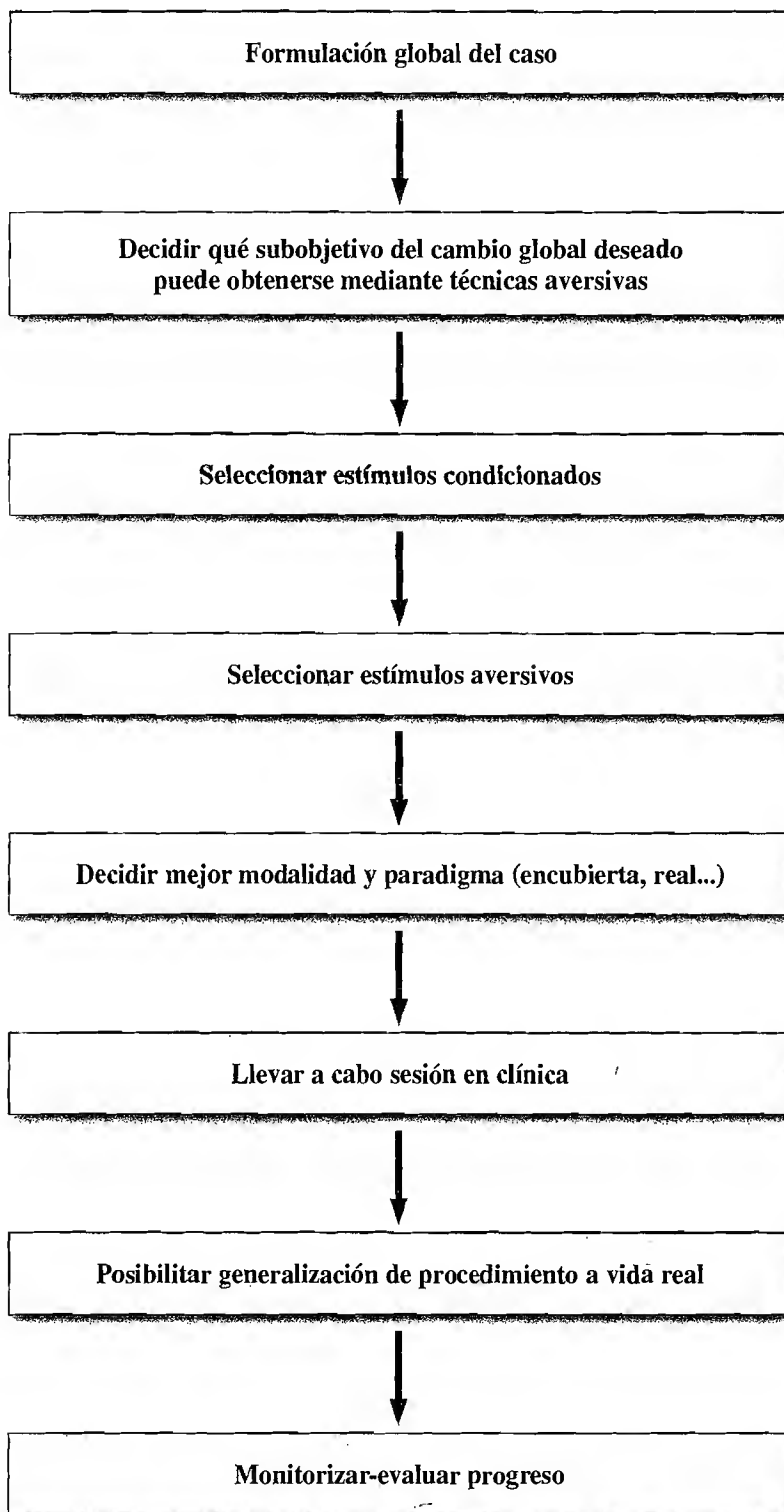 Formulación global del caso
Decidir qué subobjetivo del cambio global deseado
puede obtenerse mediante técnicas aversivas
Seleccionar estímulos condicionados
Seleccionar estímulos aversivos
Decidir mejor modalidad y paradigma (encubierta, real...)
Llevar a cabo sesión en clínica
Posibilitar generalización de procedimiento a vida real
Monitorizar-evaluar progreso